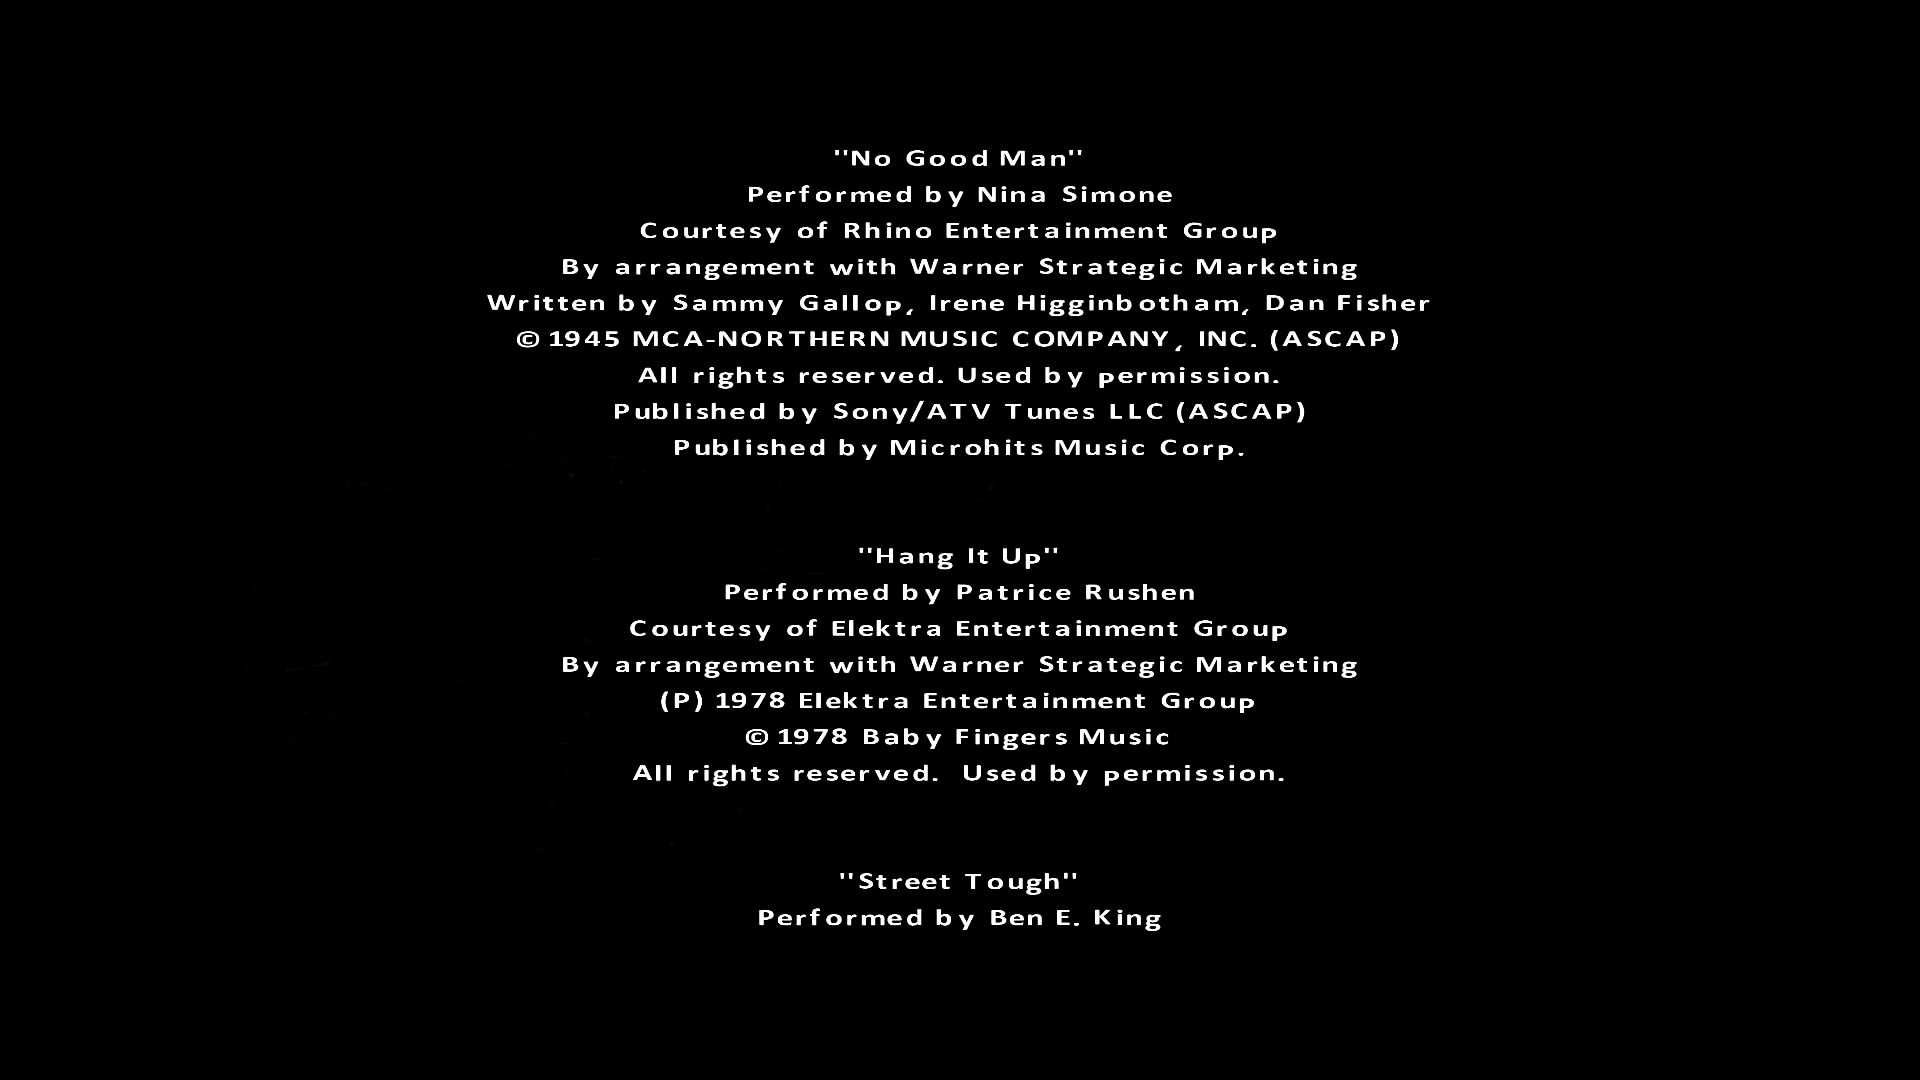 "No Good Man"
Performed by Nina Simone
Courtesy of Rhino Entertainment Group
By arrangement with Warner Strategic Marketing
Written by Sammy Gallop, Irene Higginbotham, Dan Fisher
© 1945 MCA-NORTHERN MUSIC COMPANY, INC. (ASCAP)
All rights reserved. Used by permission.
Published by Sony/ATV Tunes LLC (ASCAP)
Published by Microhits Music Corp.
"Hang It Up"
Performed by Patrice Rushen
Courtesy of Elektra Entertainment Group
By arrangement with Warner Strategic Marketing
(P) 1978 Elektra Entertainment Group
© 1978 Baby Fingers Music
All rights reserved.  Used by permission.
"Street Tough"
Performed by Ben E. King